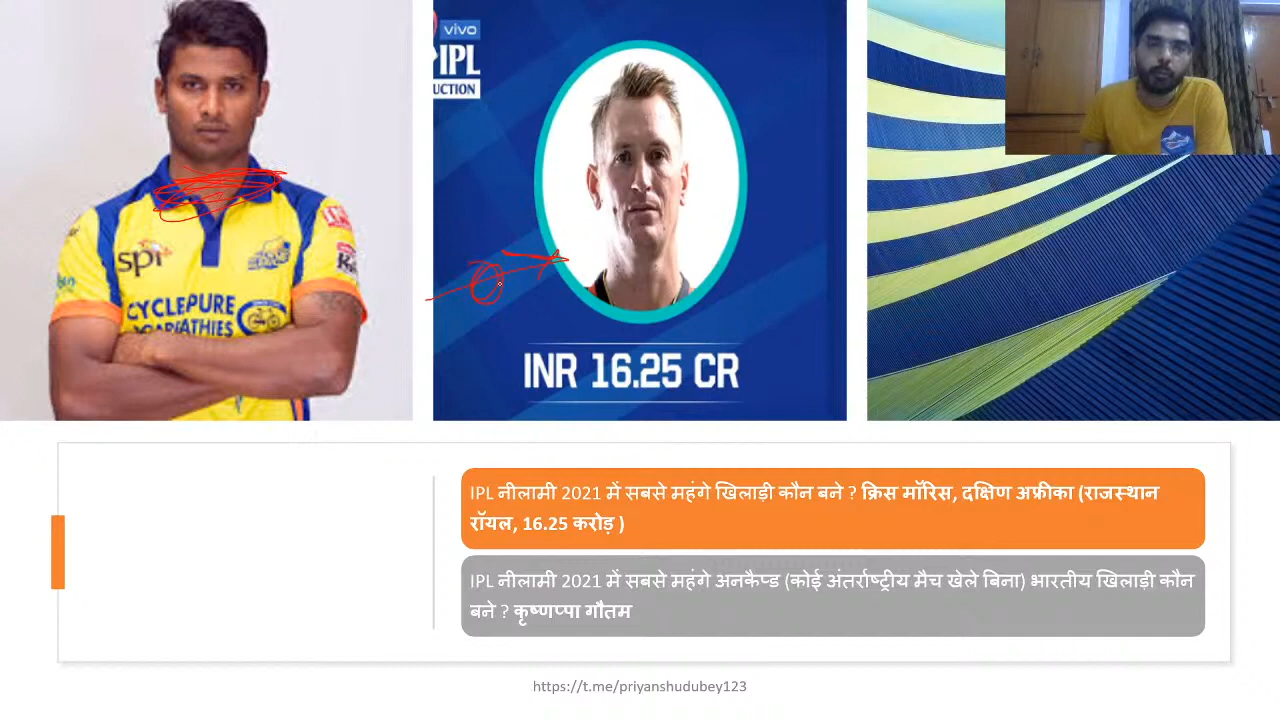 vivo
IPL
UCTION
spi
CYCLEPURE
INR 16.25 CR
IPL नीलामी 2021 में सबसे महंगे खिलाड़ी कौन बने ? क्रिस मॉरिस, दक्षिण अफ्रीका (राजस्थान
रॉयल, 16.25 करोड़ )
IPL नीलामी 2021 में सबसे महंगे अनकैप्ड (कोई अंतर्राष्ट्रीय मैच खेले बिना) भारतीय खिलाड़ी कौन
बने ? कृष्णप्पा गौतम
https://t.me/priyanshudubey123